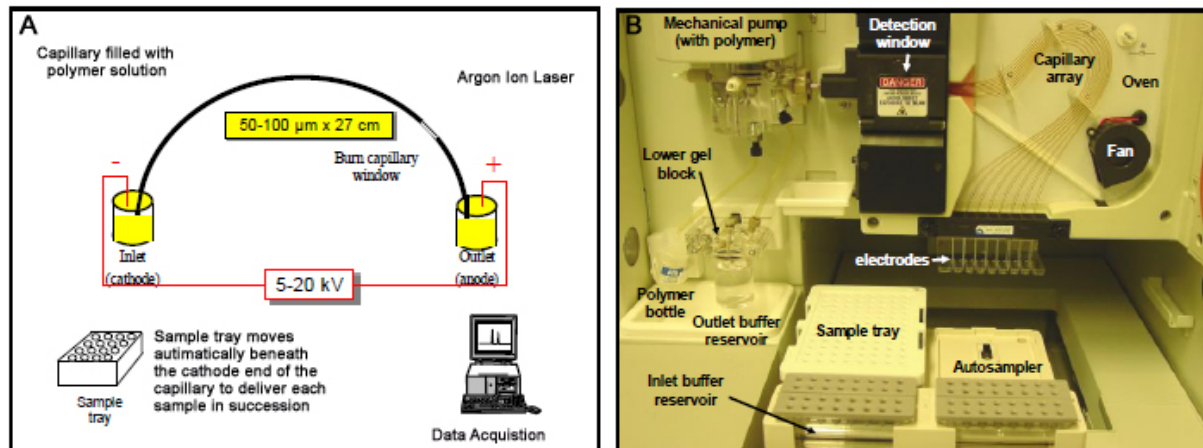 A
Capillary filled with
polymer solution
Argon Ion Laser
50-100 µm x 27 cm
Burn capillary
window
-
+
Inlet
(cathode)
Outlet
(anode)
5-20 kV
Sample tray moves
autimatically beneath
the cathode end of the
capillary to deliver each
sample in succession
Sample
tray
Data Acquistion
B
Mechanical pump
(with polymer)
Detection
window
Capillary
array
Oven
DANGER
Fan
Lower gel
block
electrodes
Polymer
bottle
Outlet buffer
reservoir
Sample tray
Autosampler
Inlet buffer
reservoir